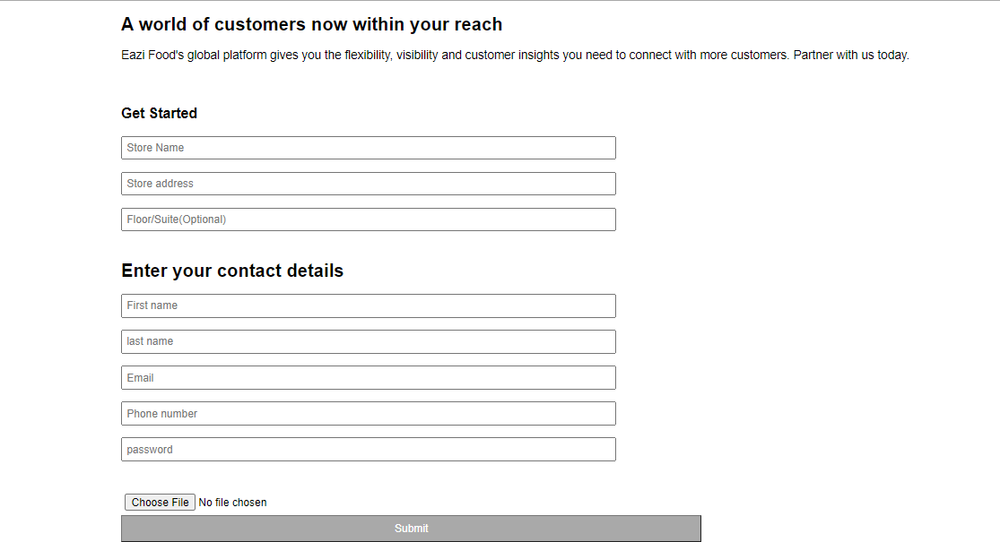 A world of customers now within your reach
Eazi Food's global platform gives you the flexibility, visibility and customer insights you need to connect with more customers. Partner with us today.
Get Started
Store Name
Store address
Floor/Suite(Optional)
Enter your contact details
First name
last name
Email
Phone number
password
Choose File No file chosen
Submit